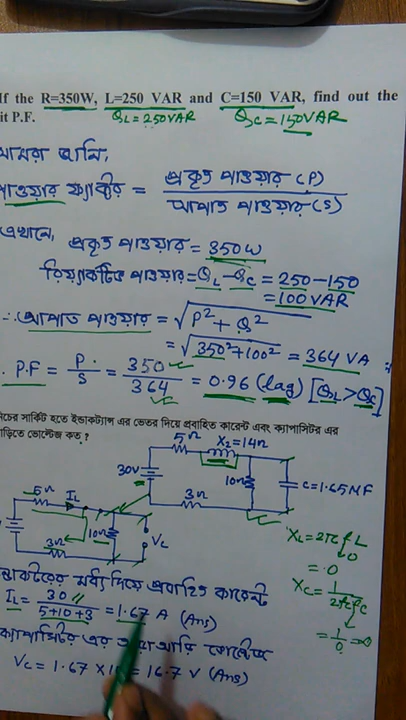 If the R=350W, L=250 VAR and C=150 VAR, find out the
it P.F. QL=250VAR QC=150VAR
আমরা জানি,
পাওয়ার ফ্যাক্টর = প্রকৃত পাওয়ার (P)
আপাত পাওয়ার (S)
এখানে, প্রকৃত পাওয়ার = 350W
রিয়্যাকটিভ পাওয়ার = QL-QC = 250-150
= 100 VAR
∴ আপাত পাওয়ার = √P²+Q²
= √350²+100² = 364 VA
∴ P.F = P/S = 350/364 = 0.96 (lag) [QL>QC]
নিচের সার্কিট হতে ইন্ডাকট্যান্স এর ভেতর দিয়ে প্রবাহিত কারেন্ট এবং ক্যাপাসিটর এর
আড়িতে ভোল্টেজ কত ?
5Ω XL=14Ω
30V 10Ω C=1.65MF
3Ω
5Ω IL
10Ω VC
3Ω
XL=2πfL
= 0
XC = 1/2πfC
= 1/0 = ∞
ইন্ডাকটরের মধ্য দিয়ে প্রবাহিত কারেন্ট
IL = 30/5+10+3 = 1.67 A (Ans)
ক্যাপাসিটর এর আড়াআড়ি ভোল্টেজ
VC = 1.67 × 10 = 16.7 V (Ans)